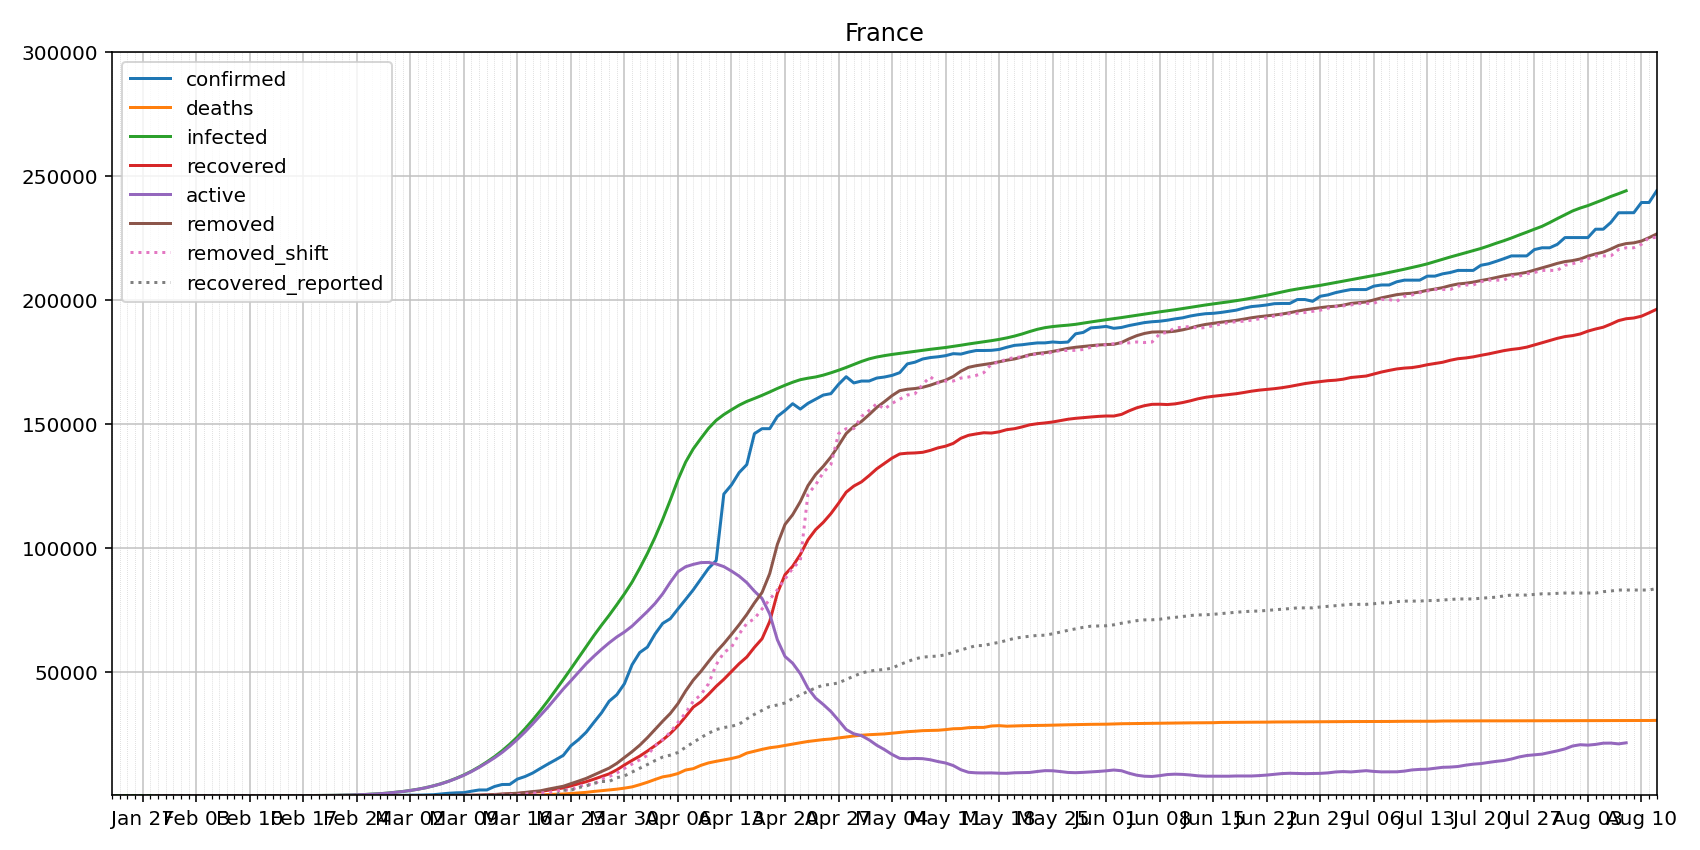 France
300000
250000
200000
150000
100000
50000
confirmed
deaths
infected
recovered
active
removed
removed_shift
recovered_reported
Jan 27 Feb 03 Feb 10 Feb 17 Feb 24 Mar 02 Mar 09 Mar 16 Mar 23 Mar 30 Apr 06 Apr 13 Apr 20 Apr 27 May 04 May 11 May 18 May 25 Jun 01 Jun 08 Jun 15 Jun 22 Jun 29 Jul 06 Jul 13 Jul 20 Jul 27 Aug 03 Aug 10